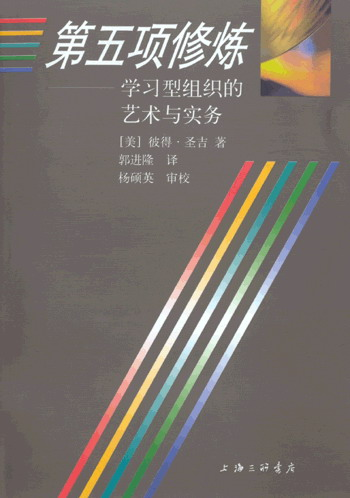 第五项修炼
——学习型组织的
艺术与实务
[美] 彼得·圣吉 著
郭进隆 译
杨硕英 审校
上海三联书店